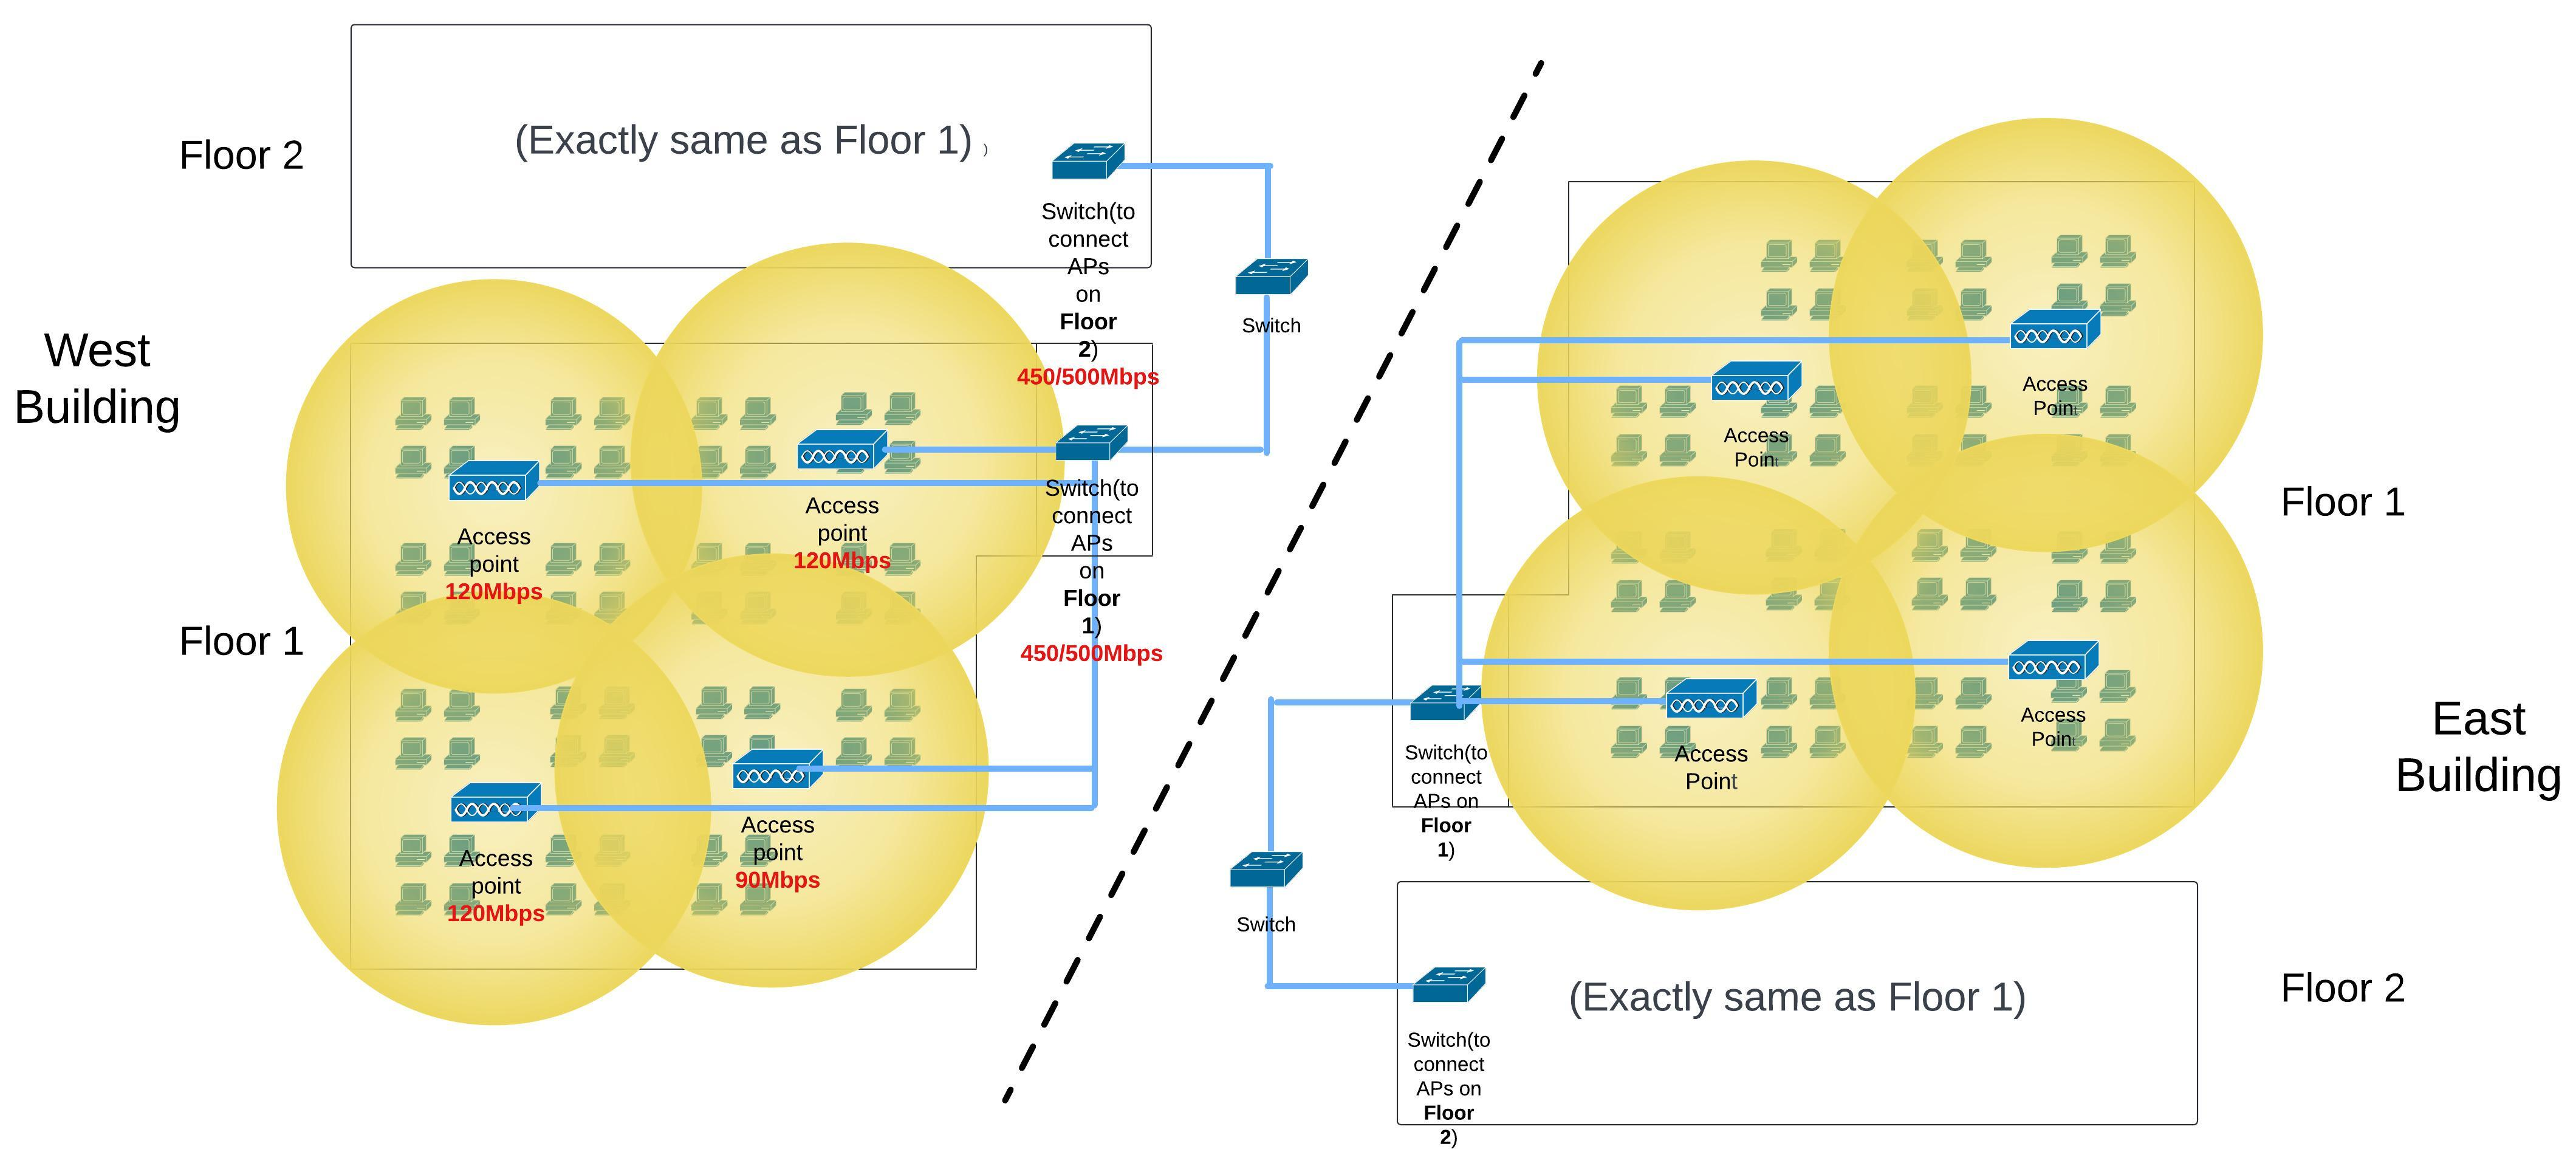 Floor 2
(Exactly same as Floor 1) )
Switch(to
connect
APs
on
Floor
2)
450/500Mbps
Switch
West
Building
Access
point
120Mbps
Access
point
120Mbps
Switch(to
connect
APs
on
Floor
1)
450/500Mbps
Floor 1
Access
point
120Mbps
Access
point
90Mbps
Access
Point
Access
Point
Floor 1
Access
Point
Access
Point
East
Building
Switch(to
connect
APs on
Floor
1)
Switch
(Exactly same as Floor 1)
Floor 2
Switch(to
connect
APs on
Floor
2)